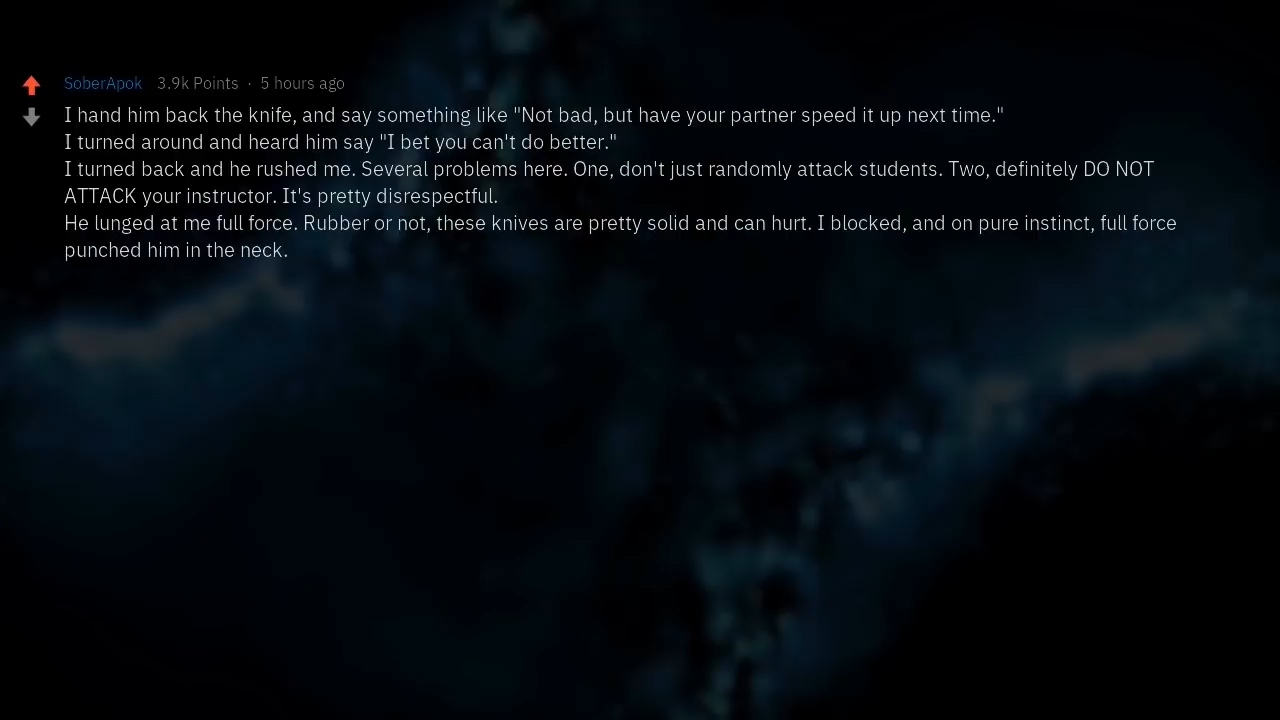 SoberApok 3.9k Points · 5 hours ago
I hand him back the knife, and say something like "Not bad, but have your partner speed it up next time."
I turned around and heard him say "I bet you can't do better."
I turned back and he rushed me. Several problems here. One, don't just randomly attack students. Two, definitely DO NOT
ATTACK your instructor. It's pretty disrespectful.
He lunged at me full force. Rubber or not, these knives are pretty solid and can hurt. I blocked, and on pure instinct, full force
punched him in the neck.